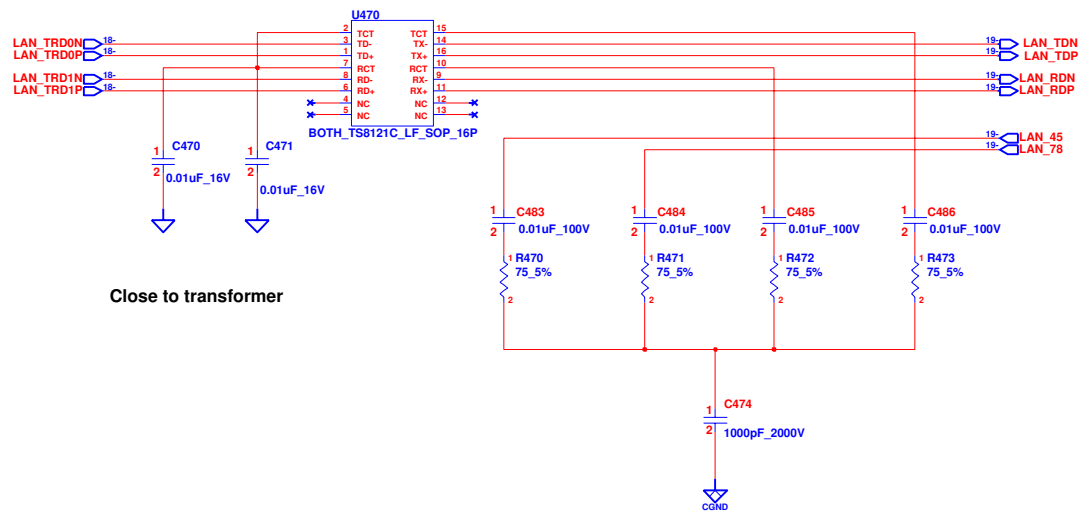 U470
LAN_TRD0N 18- 2 TCT TCT 15 19- LAN_TDN
LAN_TRD0P 18- 3 TD- TX- 14 19- LAN_TDP
1 TD+ TX+ 16
7 RCT RCT 10
LAN_TRD1N 18- 8 RD- RX- 9 19- LAN_RDN
LAN_TRD1P 18- 6 RD+ RX+ 11 19- LAN_RDP
4 NC NC 12
5 NC NC 13
BOTH_TS8121C_LF_SOP_16P
19- LAN_45
19- LAN_78
1 C470 1 C471
2 0.01uF_16V 2 0.01uF_16V
1 C483 1 C484 1 C485 1 C486
2 0.01uF_100V 2 0.01uF_100V 2 0.01uF_100V 2 0.01uF_100V
1 R470 1 R471 1 R472 1 R473
75_5% 75_5% 75_5% 75_5%
2 2 2 2
Close to transformer
1 C474
2 1000pF_2000V
CGND